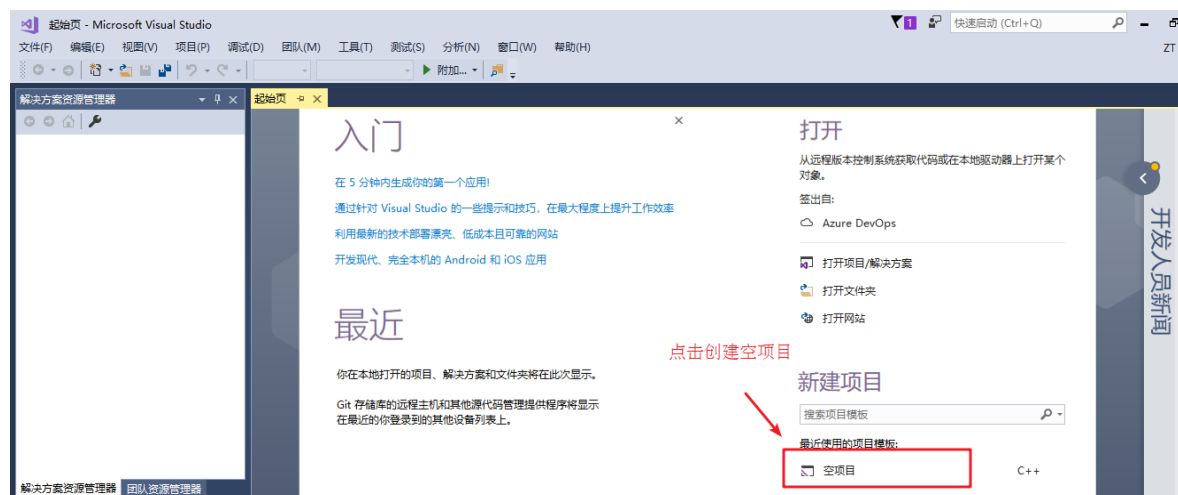 起始页 - Microsoft Visual Studio
1
快速启动 (Ctrl+Q)
文件(F) 编辑(E) 视图(V) 项目(P) 调试(D) 团队(M) 工具(T) 测试(S) 分析(N) 窗口(W) 帮助(H)
ZT
附加...
解决方案资源管理器
起始页
入门
在 5 分钟内生成你的第一个应用!
通过针对 Visual Studio 的一些提示和技巧，在最大程度上提升工作效率
利用最新的技术部署漂亮、低成本且可靠的网站
开发现代、完全本机的 Android 和 iOS 应用
最近
你在本地打开的项目、解决方案和文件夹将在此次显示。
Git 存储库的远程主机和其他源代码管理提供程序将显示
在最近的你登录到的其他设备列表上。
打开
从远程版本控制系统获取代码或在本地驱动器上打开某个
对象。
签出自:
Azure DevOps
打开项目/解决方案
打开文件夹
打开网站
点击创建空项目
新建项目
搜索项目模板
最近使用的项目模板:
空项目 C++
开发人员新闻
解决方案资源管理器 团队资源管理器